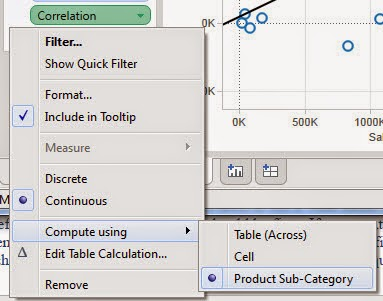 Correlation
Filter...
Show Quick Filter
Format...
Include in Tooltip
Measure
Discrete
Continuous
Compute using
Edit Table Calculation...
Remove
Table (Across)
Cell
Product Sub-Category
0K
0K
0K 500K 1000K
Sal